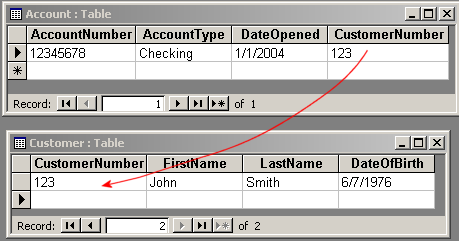 Account : Table
AccountNumber AccountType DateOpened CustomerNumber
12345678 Checking 1/1/2004 123
Record: 1 of 1
Customer : Table
CustomerNumber FirstName LastName DateOfBirth
123 John Smith 6/7/1976
Record: 2 of 2